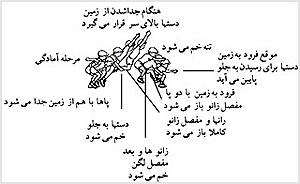 هنگام جداشدن از زمین
دستها بالای سر قرار می گیرد
تنه خم می شود
مرحله آمادگی
موقع فرود به زمین
دستها برای رسیدن به جلو
پایین می آید
فرود به زمین با دو پا
مفصل زانو باز می شود
پاها با هم از زمین جدا می شود
رانها و مفصل زانو
کاملا باز می شود
دستها به جلو
خم می شود
زانو ها و بعد
مفصل لگن
خم می شود